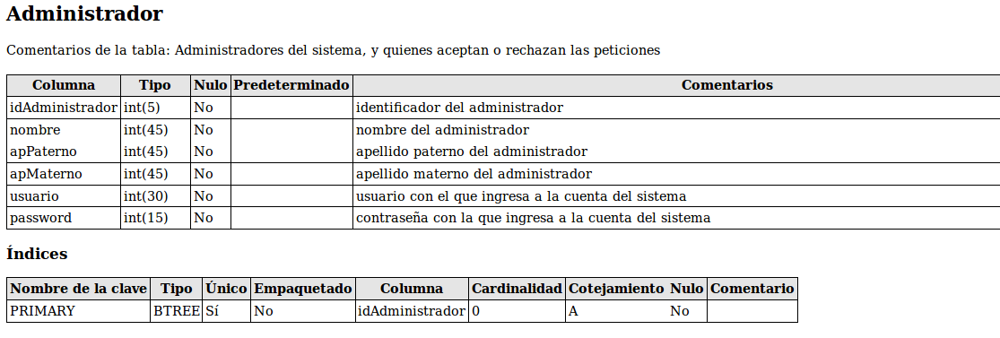 Administrador
Comentarios de la tabla: Administradores del sistema, y quienes aceptan o rechazan las peticiones
Columna Tipo Nulo Predeterminado Comentarios
idAdministrador int(5) No identificador del administrador
nombre int(45) No nombre del administrador
apPaterno int(45) No apellido paterno del administrador
apMaterno int(45) No apellido materno del administrador
usuario int(30) No usuario con el que ingresa a la cuenta del sistema
password int(15) No contraseña con la que ingresa a la cuenta del sistema
Índices
Nombre de la clave Tipo Único Empaquetado Columna Cardinalidad Cotejamiento Nulo Comentario
PRIMARY BTREE Sí No idAdministrador 0 A No